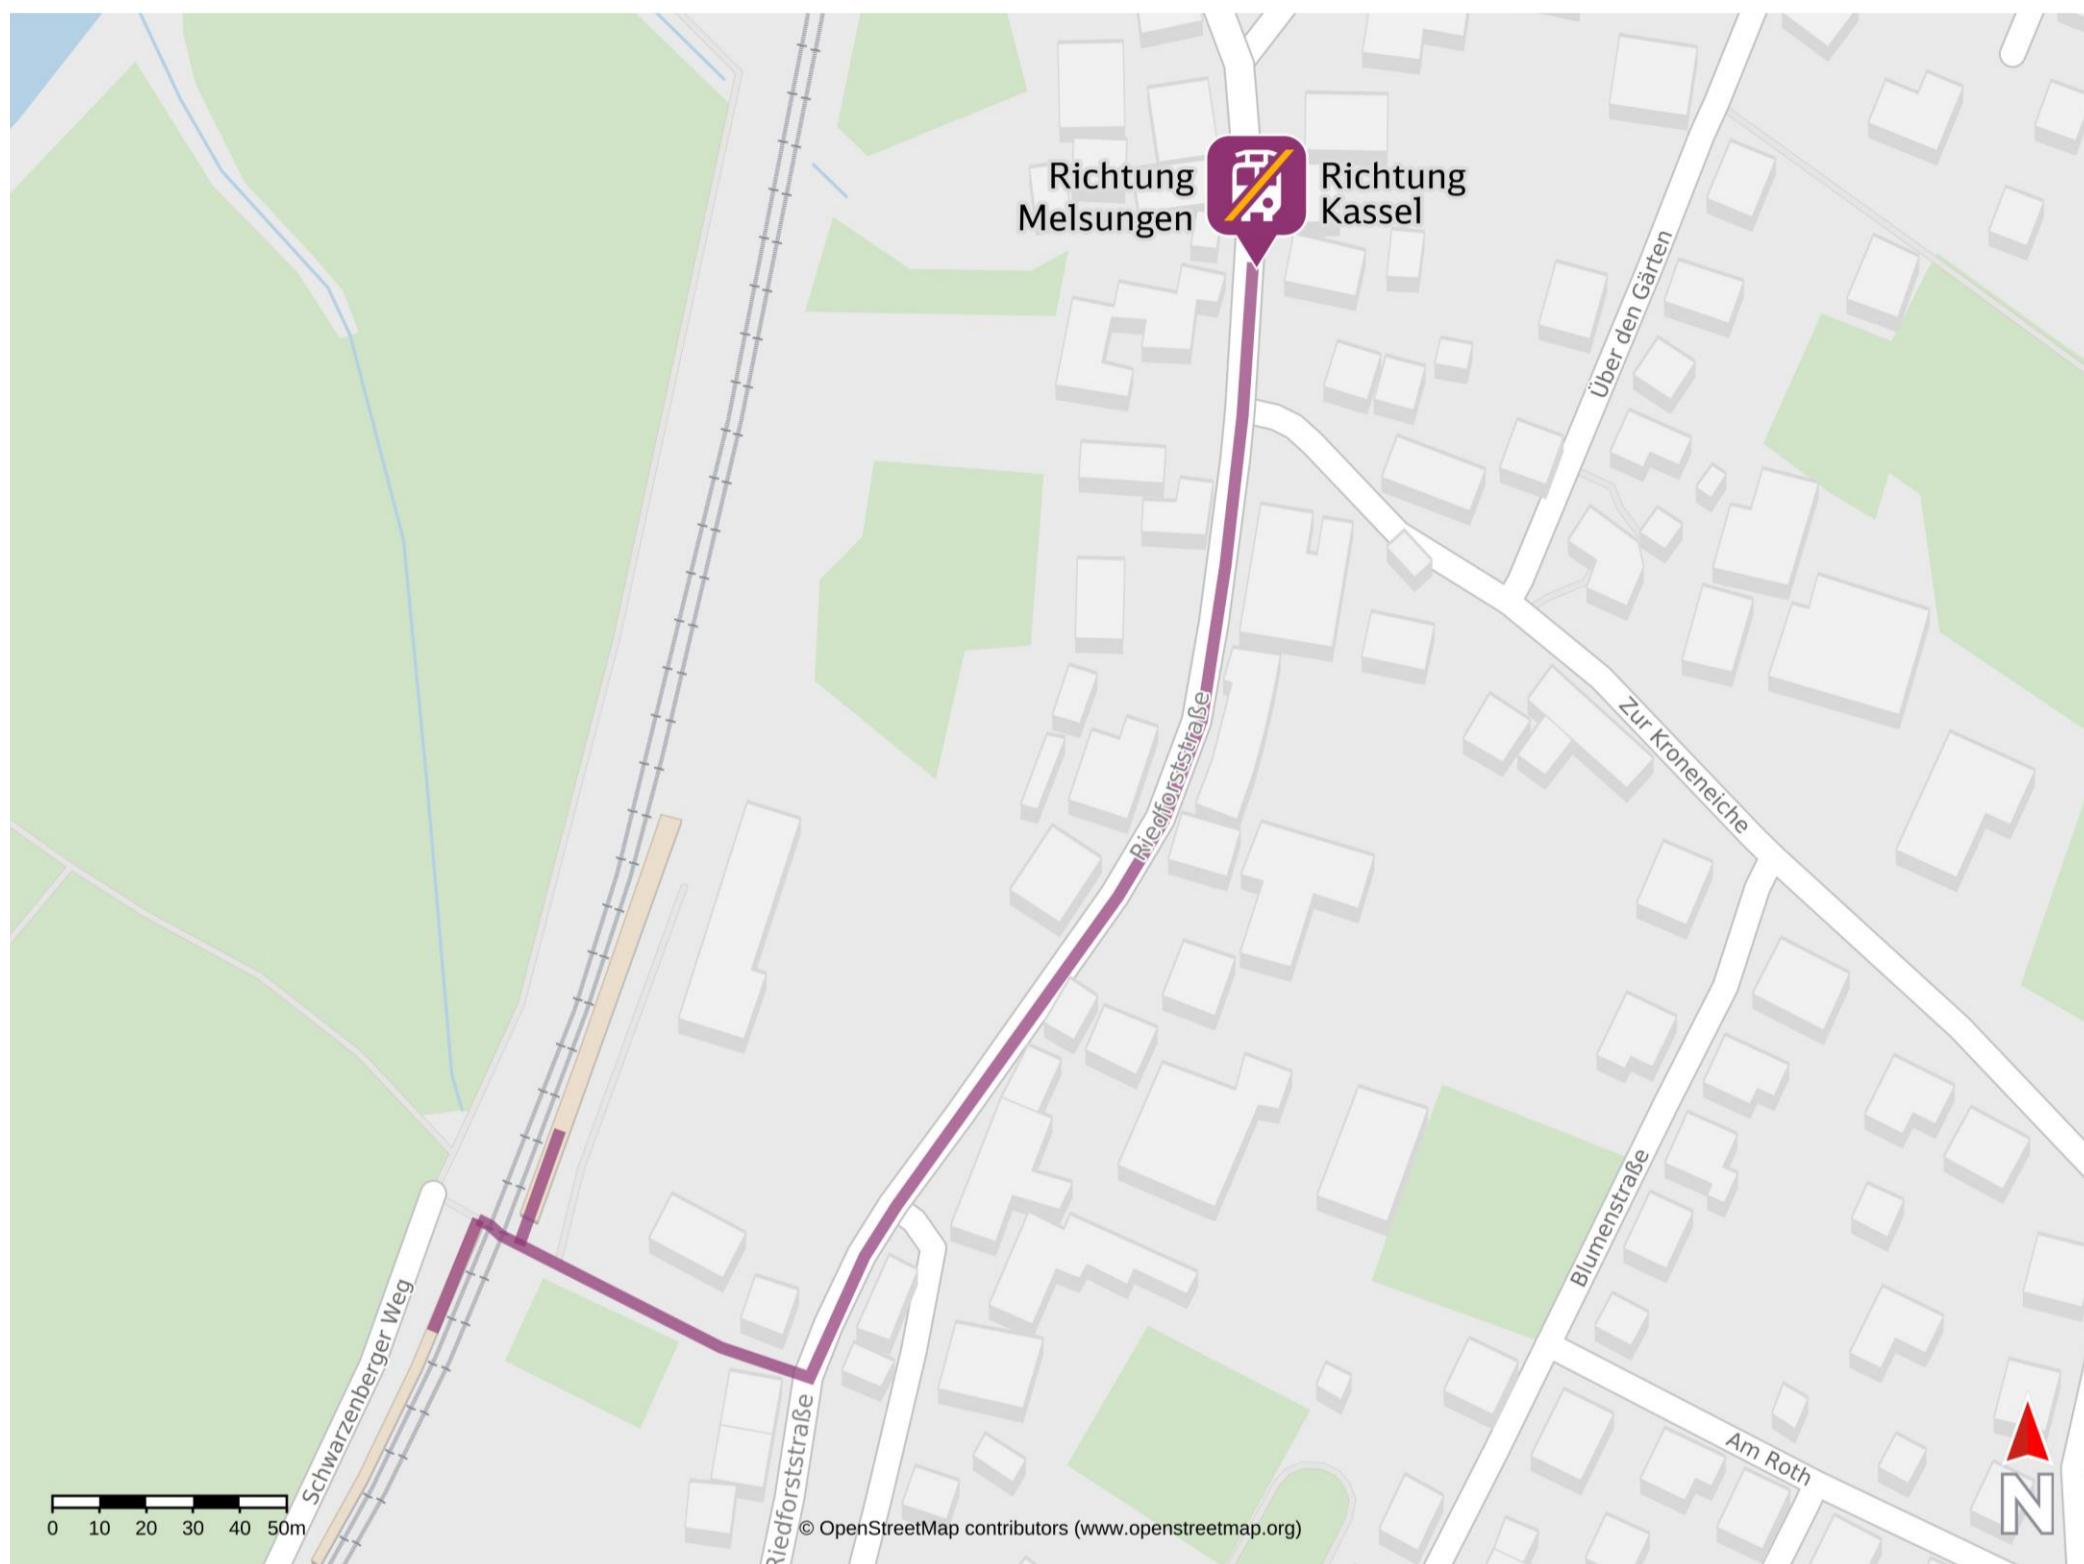 Richtung
Melsungen
Richtung
Kassel
Über den Gärten
Zur Kroneneiche
Riedforststraße
Blumenstraße
Schwarzenberger Weg
Riedforststraße
Am Roth
0 10 20 30 40 50m
© OpenStreetMap contributors (www.openstreetmap.org)
N